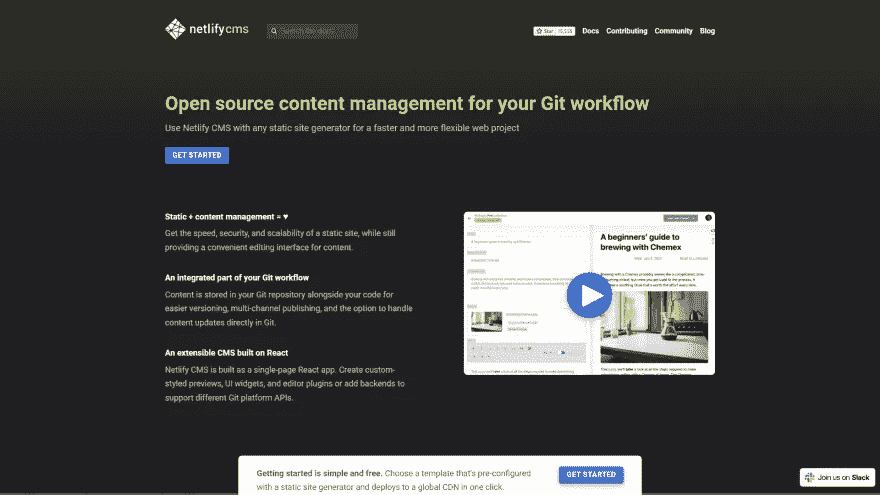 netlifycms
Search the docs
Star 15,555
Docs Contributing Community Blog
Open source content management for your Git workflow
Use Netlify CMS with any static site generator for a faster and more flexible web project
GET STARTED
Static + content management = ♥
Get the speed, security, and scalability of a static site, while still
providing a convenient editing interface for content.
An integrated part of your Git workflow
Content is stored in your Git repository alongside your code for
easier versioning, multi-channel publishing, and the option to handle
content updates directly in Git.
An extensible CMS built on React
Netlify CMS is built as a single-page React app. Create custom-
styled previews, UI widgets, and editor plugins or add backends to
support different Git platform APIs.
A beginners' guide to
brewing with Chemex
Getting started is simple and free. Choose a template that's pre-configured
with a static site generator and deploys to a global CDN in one click.
GET STARTED
Join us on Slack